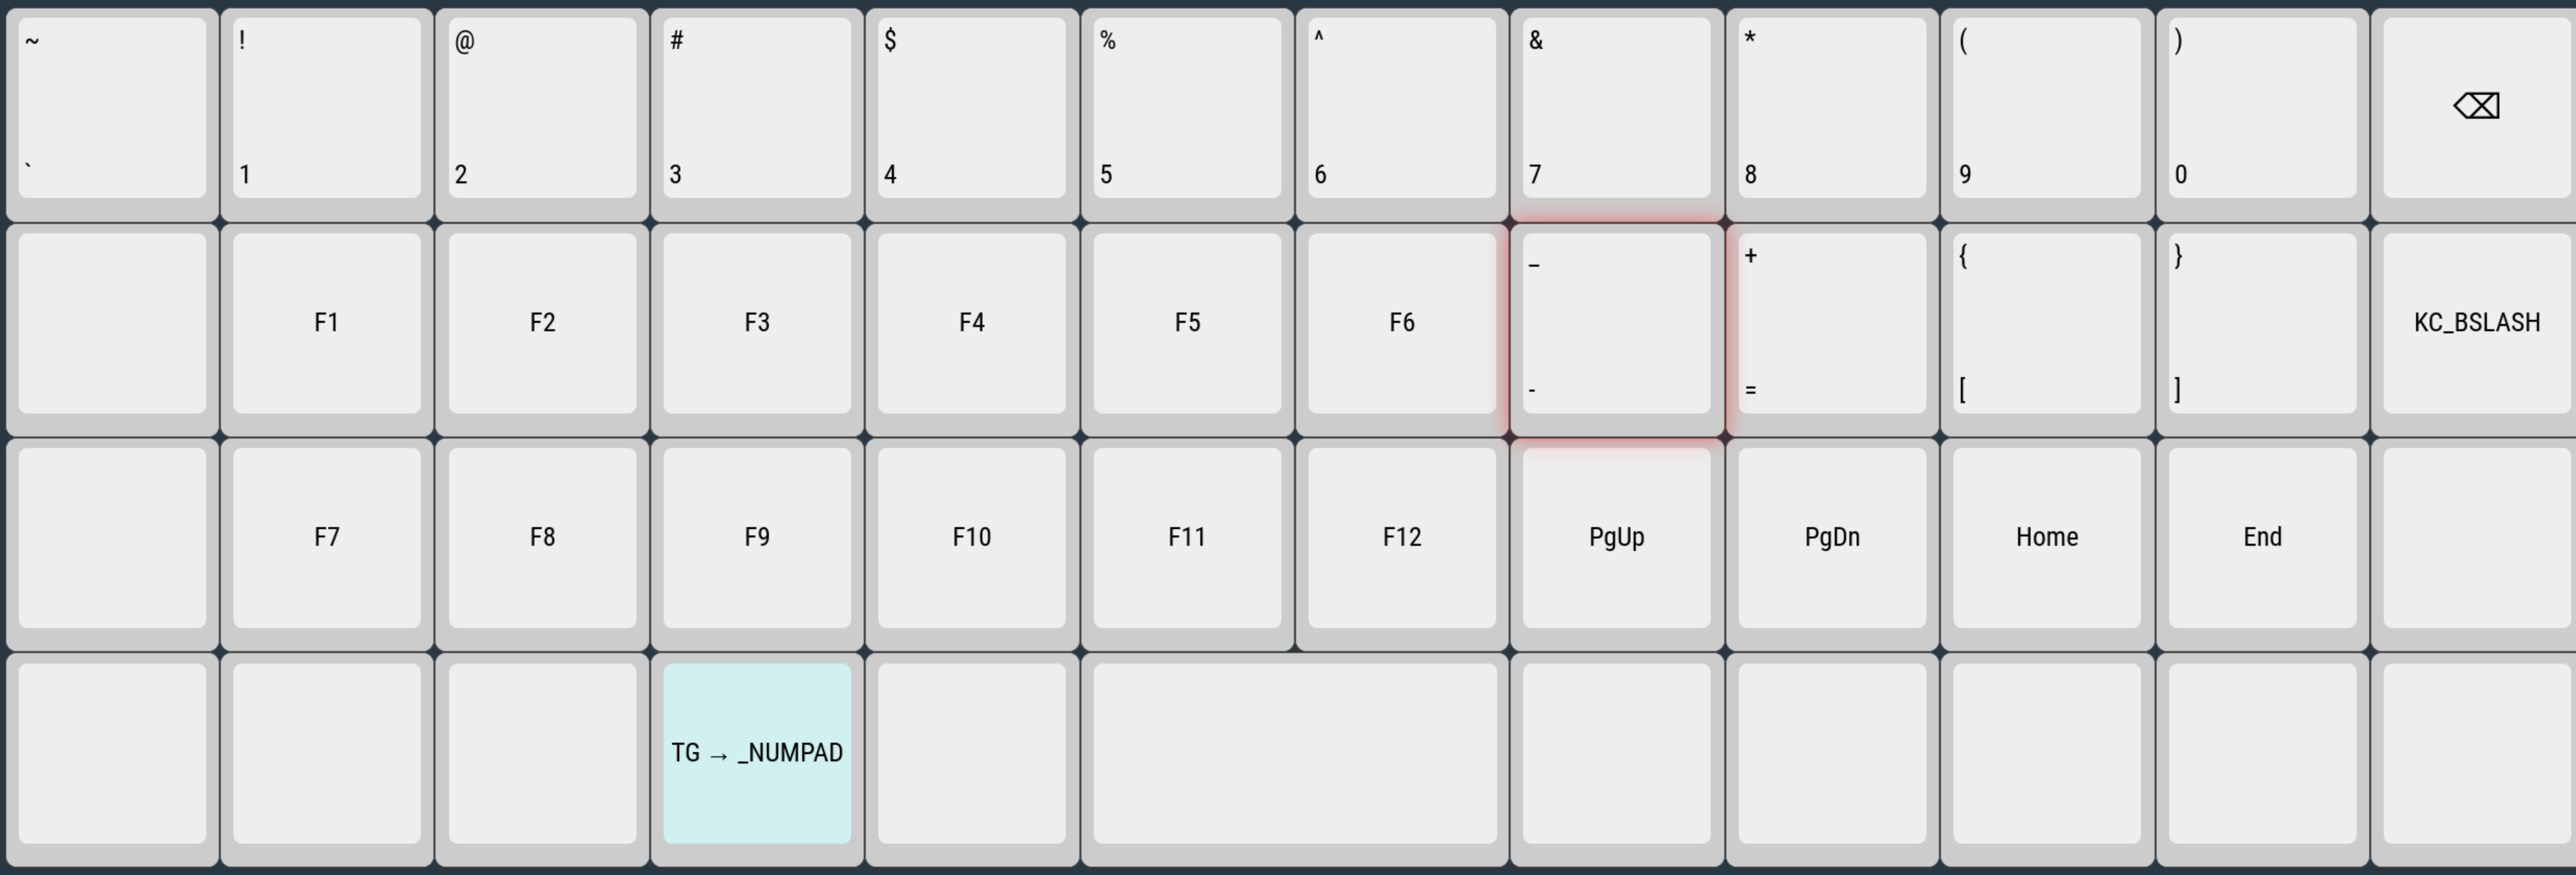 ~ ! @ # $ % ^ & * ( ) ⌫
` 1 2 3 4 5 6 7 8 9 0
_ + { }
F1 F2 F3 F4 F5 F6 KC_BSLASH
- = [ ]
F7 F8 F9 F10 F11 F12 PgUp PgDn Home End
TG → _NUMPAD